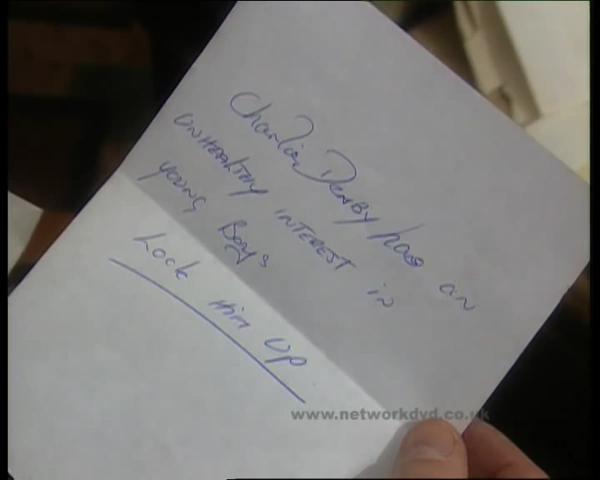 Charlie Denby has an
UNHEALTHY INTEREST in
YOUNG BOYS
Lock Him UP
www.networkdvd.co.uk